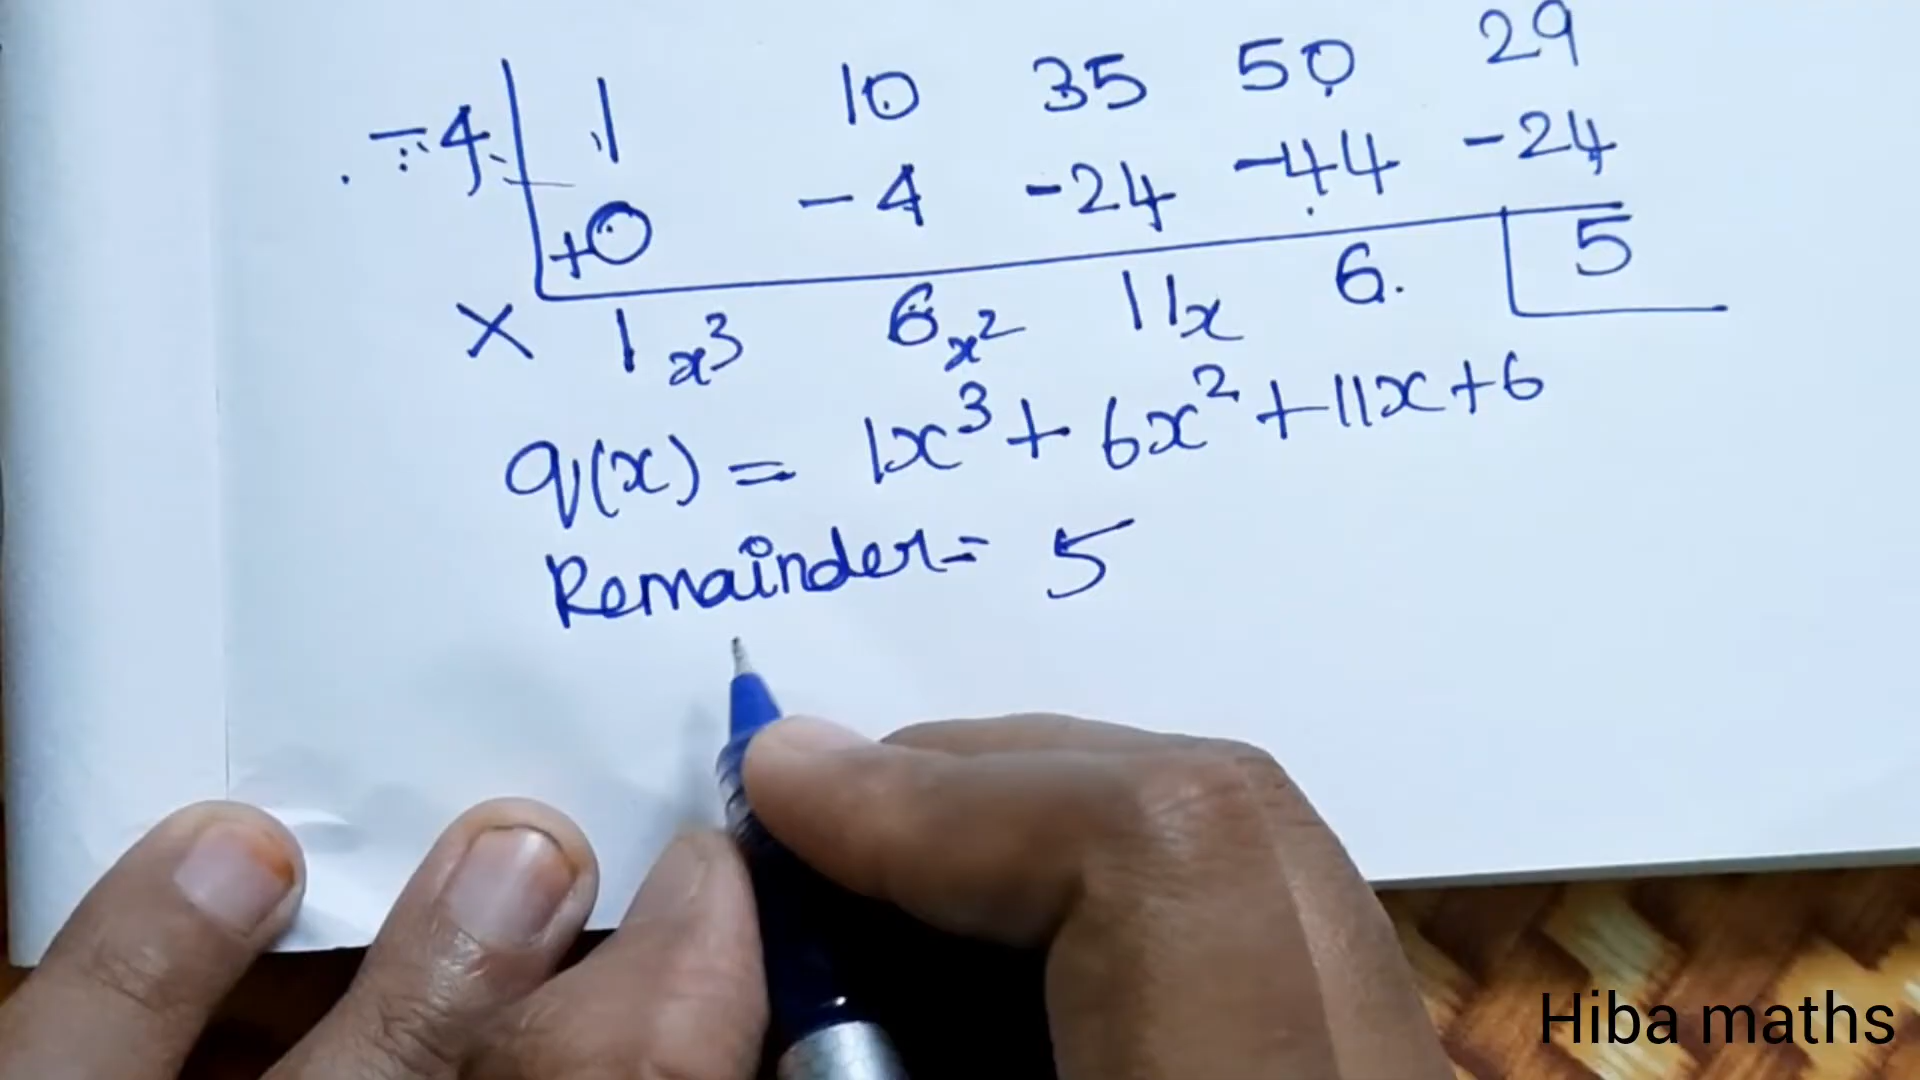 -4 1 10 35 50 29
+0 -4 -24 -44 -24
× 1x³ 6x² 11x 6. 5
q(x) = 1x³ + 6x² + 11x + 6
Remainder = 5
Hiba maths